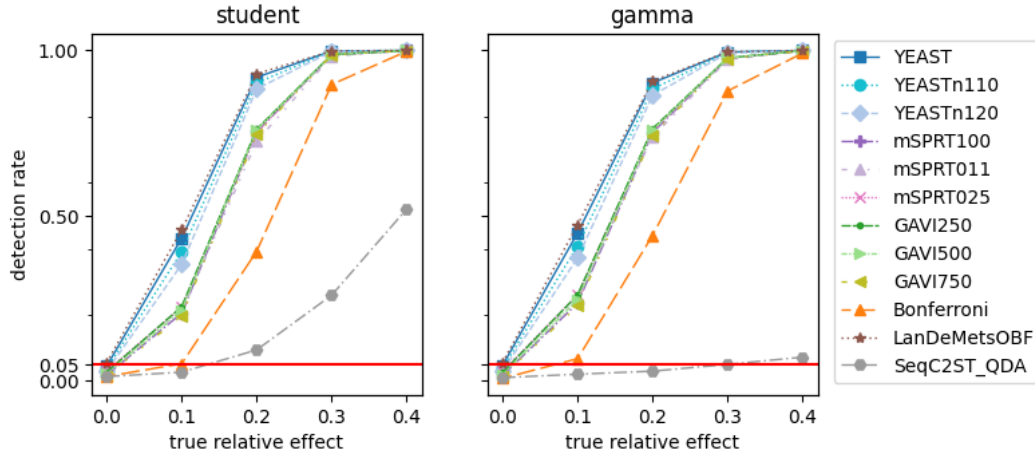 student
gamma
detection rate
1.00
0.50
0.05
0.00
0.0 0.1 0.2 0.3 0.4
0.0 0.1 0.2 0.3 0.4
true relative effect
true relative effect
YEAST
YEASTn110
YEASTn120
mSPRT100
mSPRT011
mSPRT025
GAVI250
GAVI500
GAVI750
Bonferroni
LanDeMetsOBF
SeqC2ST_QDA